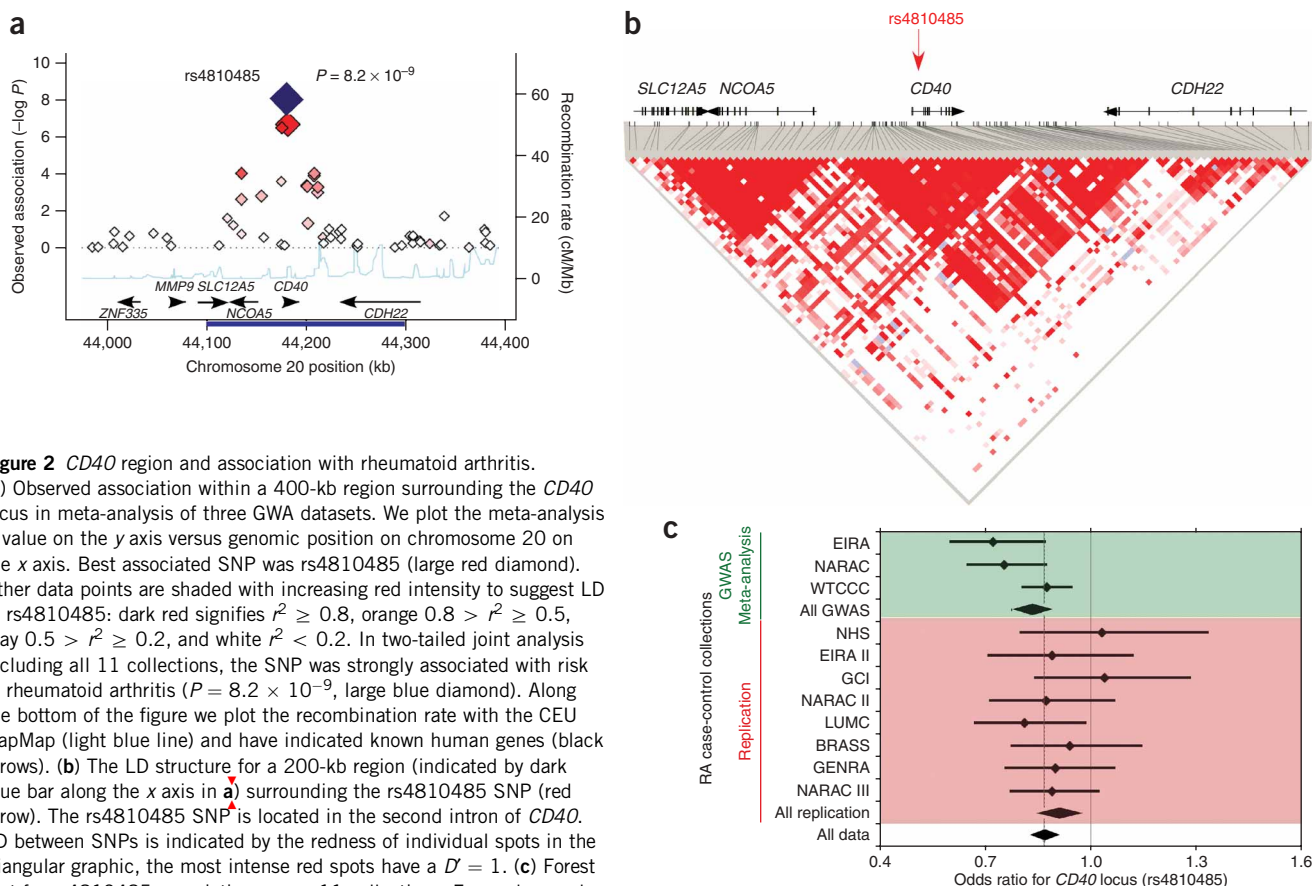 a
rs4810485
P = 8.2 × 10−9
10
8
6
4
2
0
Observed association (–log P)
60
40
20
0
Recombination rate (cM/Mb)
MMP9 SLC12A5 CD40
ZNF335 NCOA5 CDH22
44,000 44,100 44,200 44,300 44,400
Chromosome 20 position (kb)
b
rs4810485
SLC12A5 NCOA5 CD40 CDH22
gure 2 CD40 region and association with rheumatoid arthritis.
) Observed association within a 400-kb region surrounding the CD40
cus in meta-analysis of three GWA datasets. We plot the meta-analysis
value on the y axis versus genomic position on chromosome 20 on
e x axis. Best associated SNP was rs4810485 (large red diamond).
ther data points are shaded with increasing red intensity to suggest LD
rs4810485: dark red signifies r2 ≥ 0.8, orange 0.8 > r2 ≥ 0.5,
ay 0.5 > r2 ≥ 0.2, and white r2 < 0.2. In two-tailed joint analysis
cluding all 11 collections, the SNP was strongly associated with risk
rheumatoid arthritis (P = 8.2 × 10−9, large blue diamond). Along
e bottom of the figure we plot the recombination rate with the CEU
apMap (light blue line) and have indicated known human genes (black
rows). (b) The LD structure for a 200-kb region (indicated by dark
ue bar along the x axis in a) surrounding the rs4810485 SNP (red
row). The rs4810485 SNP is located in the second intron of CD40.
D between SNPs is indicated by the redness of individual spots in the
angular graphic, the most intense red spots have a D′ = 1. (c) Forest
c
RA case-control collections
GWAS
Meta-analysis
Replication
EIRA
NARAC
WTCCC
All GWAS
NHS
EIRA II
GCI
NARAC II
LUMC
BRASS
GENRA
NARAC III
All replication
All data
0.4 0.7 1.0 1.3 1.6
Odds ratio for CD40 locus (rs4810485)